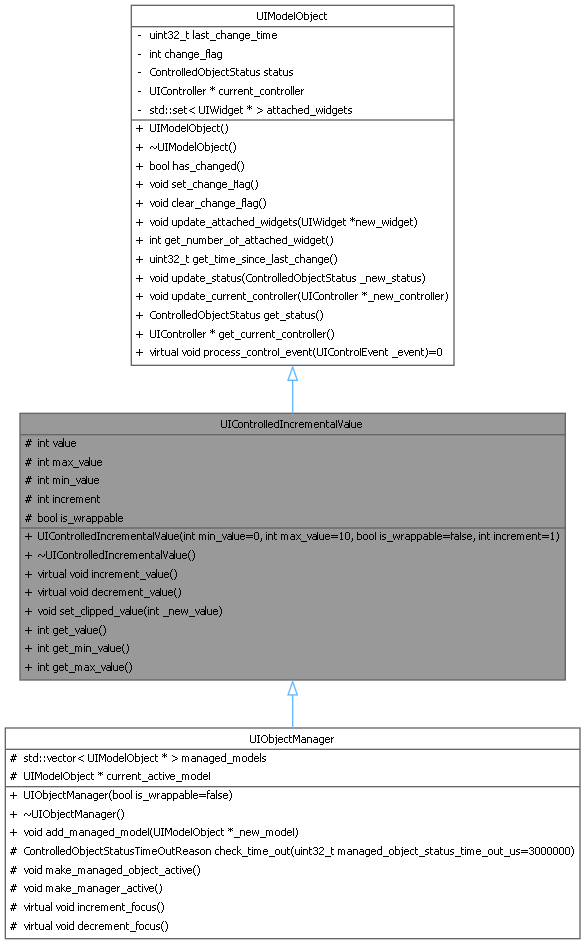 UIModelObject
- uint32_t last_change_time
- int change_flag
- ControlledObjectStatus status
- UIController * current_controller
- std::set< UIWidget * > attached_widgets
+ UIModelObject()
+ ~UIModelObject()
+ bool has_changed()
+ void set_change_flag()
+ void clear_change_flag()
+ void update_attached_widgets(UIWidget *new_widget)
+ int get_number_of_attached_widget()
+ uint32_t get_time_since_last_change()
+ void update_status(ControlledObjectStatus _new_status)
+ void update_current_controller(UIController *_new_controller)
+ ControlledObjectStatus get_status()
+ UIController * get_current_controller()
+ virtual void process_control_event(UIControlEvent _event)=0
UIControlledIncrementalValue
# int value
# int max_value
# int min_value
# int increment
# bool is_wrappable
+ UIControlledIncrementalValue(int min_value=0, int max_value=10, bool is_wrappable=false, int increment=1)
+ ~UIControlledIncrementalValue()
+ virtual void increment_value()
+ virtual void decrement_value()
+ void set_clipped_value(int _new_value)
+ int get_value()
+ int get_min_value()
+ int get_max_value()
UIObjectManager
# std::vector< UIModelObject * > managed_models
# UIModelObject * current_active_model
+ UIObjectManager(bool is_wrappable=false)
+ ~UIObjectManager()
+ void add_managed_model(UIModelObject *_new_model)
# ControlledObjectStatusTimeOutReason check_time_out(uint32_t managed_object_status_time_out_us=3000000)
# void make_managed_object_active()
# void make_manager_active()
# virtual void increment_focus()
# virtual void decrement_focus()